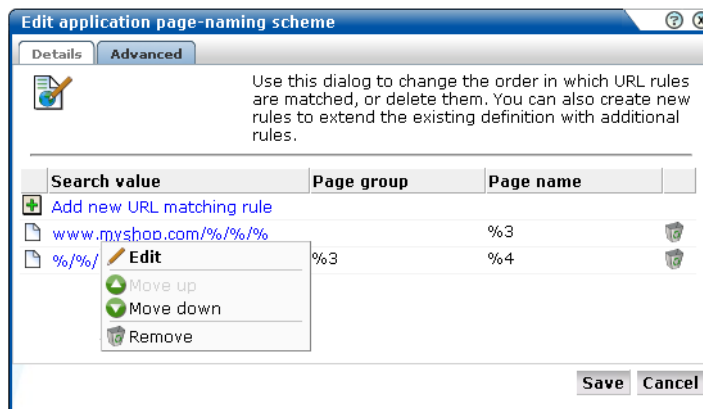 Edit application page-naming scheme
Details Advanced
Use this dialog to change the order in which URL rules
are matched, or delete them. You can also create new
rules to extend the existing definition with additional
rules.
Search value Page group Page name
Add new URL matching rule
www.myshop.com/%/%/% %3
%/%/ %3 %4
Edit
Move up
Move down
Remove
Save Cancel